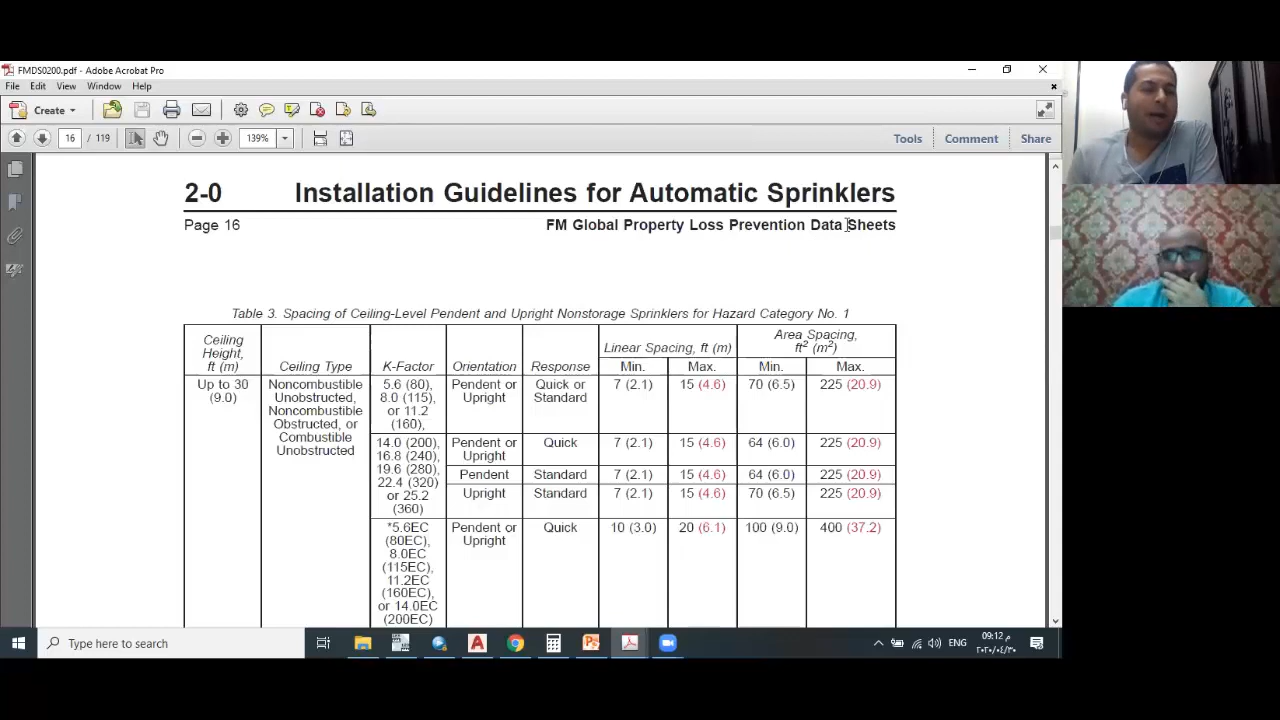 FMDS0200.pdf - Adobe Acrobat Pro
File Edit View Window Help
Create
16 / 119
139%
Tools Comment Share
2-0 Installation Guidelines for Automatic Sprinklers
Page 16 FM Global Property Loss Prevention Data Sheets
Table 3. Spacing of Ceiling-Level Pendent and Upright Nonstorage Sprinklers for Hazard Category No. 1
Ceiling Height, ft (m)
Ceiling Type
K-Factor
Orientation
Response
Linear Spacing, ft (m)
Min. Max.
Area Spacing,
ft² (m²)
Min. Max.
Up to 30
(9.0)
Noncombustible
Unobstructed,
Noncombustible
Obstructed, or
Combustible
Unobstructed
5.6 (80),
8.0 (115),
or 11.2
(160),
Pendent or
Upright
Quick or
Standard
7 (2.1) 15 (4.6) 70 (6.5) 225 (20.9)
14.0 (200),
16.8 (240),
19.6 (280),
22.4 (320)
or 25.2
(360)
Pendent or
Upright
Quick
7 (2.1) 15 (4.6) 64 (6.0) 225 (20.9)
Pendent Standard 7 (2.1) 15 (4.6) 64 (6.0) 225 (20.9)
Upright Standard 7 (2.1) 15 (4.6) 70 (6.5) 225 (20.9)
*5.6EC
(80EC),
8.0EC
(115EC),
11.2EC
(160EC),
or 14.0EC
(200EC)
Pendent or
Upright
Quick
10 (3.0) 20 (6.1) 100 (9.0) 400 (37.2)
Type here to search
ENG
09:12 م
٢٠٢٠/٠٤/٣٠